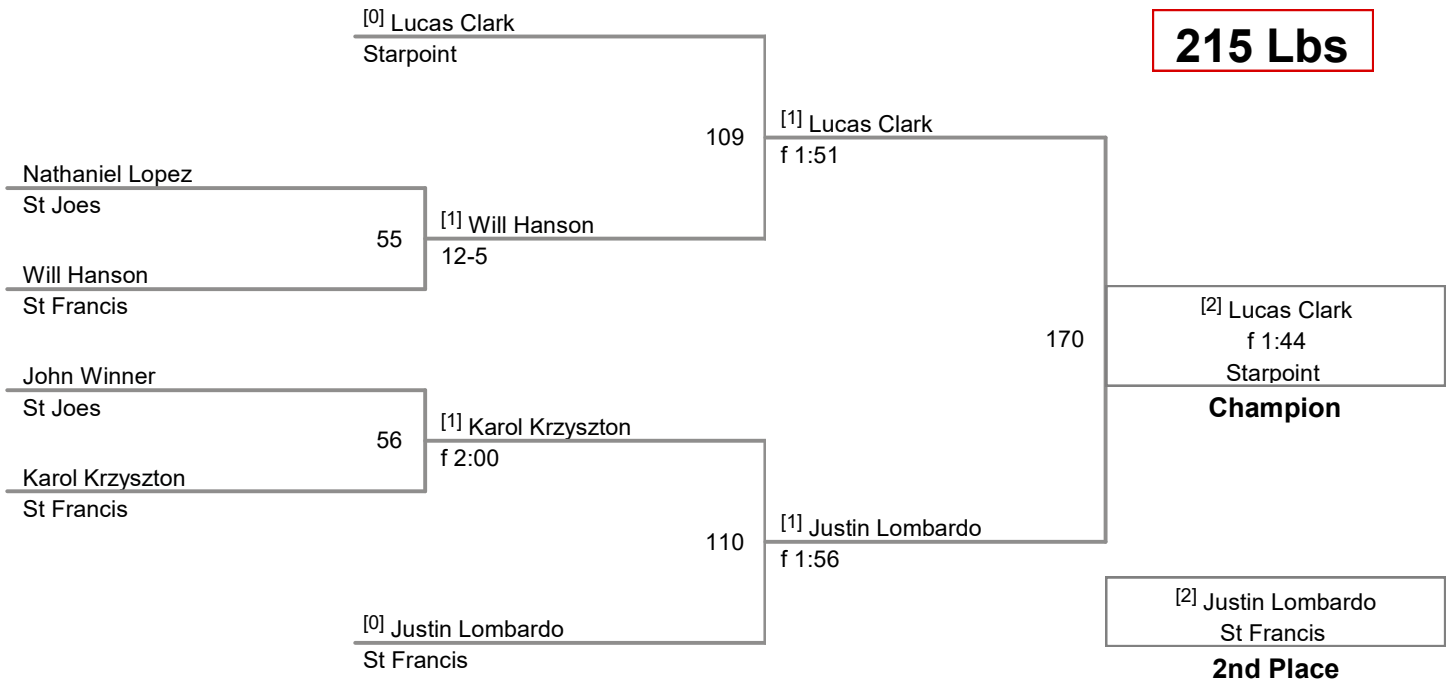 [0] Lucas Clark
Starpoint
215 Lbs
109
[1] Lucas Clark
f 1:51
Nathaniel Lopez
St Joes
55
[1] Will Hanson
12-5
Will Hanson
St Francis
170
[2] Lucas Clark
f 1:44
Starpoint
Champion
John Winner
St Joes
56
[1] Karol Krzyszton
f 2:00
Karol Krzyszton
St Francis
110
[1] Justin Lombardo
f 1:56
[0] Justin Lombardo
St Francis
[2] Justin Lombardo
St Francis
2nd Place